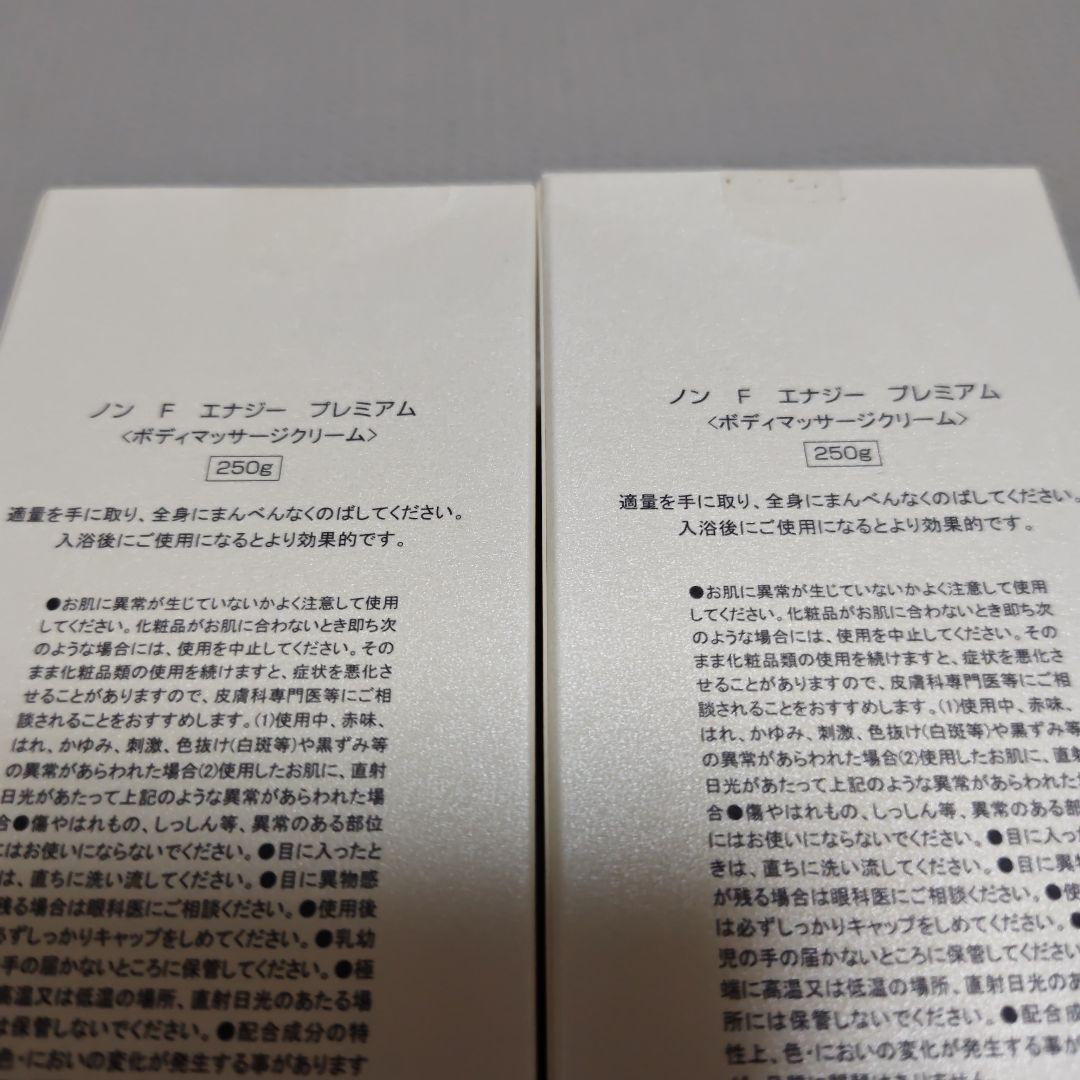 ノン F エナジー プレミアム
<ボディマッサージクリーム>
250g
適量を手に取り、全身にまんべんなくのばしてください。
入浴後にご使用になるとより効果的です。
●お肌に異常が生じていないかよく注意して使用
してください。化粧品がお肌に合わないとき即ち次
のような場合には、使用を中止してください。その
まま化粧品類の使用を続けますと、症状を悪化さ
せることがありますので、皮膚科専門医等にご相
談されることをおすすめします。(1)使用中、赤味、
はれ、かゆみ、刺激、色抜け(白斑等)や黒ずみ等
の異常があらわれた場合(2)使用したお肌に、直射
日光があたって上記のような異常があらわれた場
合●傷やはれもの、しっしん等、異常のある部位
にはお使いにならないでください。●目に入ったと
は、直ちに洗い流してください。●目に異物感
残る場合は眼科医にご相談ください。●使用後
必ずしっかりキャップをしめてください。●乳幼
手の届かないところに保管してください。●極
高温又は低温の場所、直射日光のあたる場
は保管しないでください。●配合成分の特
色・においの変化が発生する事があります
ノン F エナジー プレミアム
<ボディマッサージクリーム>
250g
適量を手に取り、全身にまんべんなくのばしてください。
入浴後にご使用になるとより効果的です。
●お肌に異常が生じていないかよく注意して使用
してください。化粧品がお肌に合わないとき即ち次
のような場合には、使用を中止してください。その
まま化粧品類の使用を続けますと、症状を悪化さ
せることがありますので、皮膚科専門医等にご相
談されることをおすすめします。(1)使用中、赤味、
はれ、かゆみ、刺激、色抜け(白斑等)や黒ずみ等
の異常があらわれた場合(2)使用したお肌に、直射
日光があたって上記のような異常があらわれた
合●傷やはれもの、しっしん等、異常のある部
にはお使いにならないでください。●目に入っ
きは、直ちに洗い流してください。●目に異物
が残る場合は眼科医にご相談ください。●使
は必ずしっかりキャップをしめてください。●
児の手の届かないところに保管してください
端に高温又は低温の場所、直射日光のあ
所には保管しないでください。●配合成
性上、色・においの変化が発生する事が